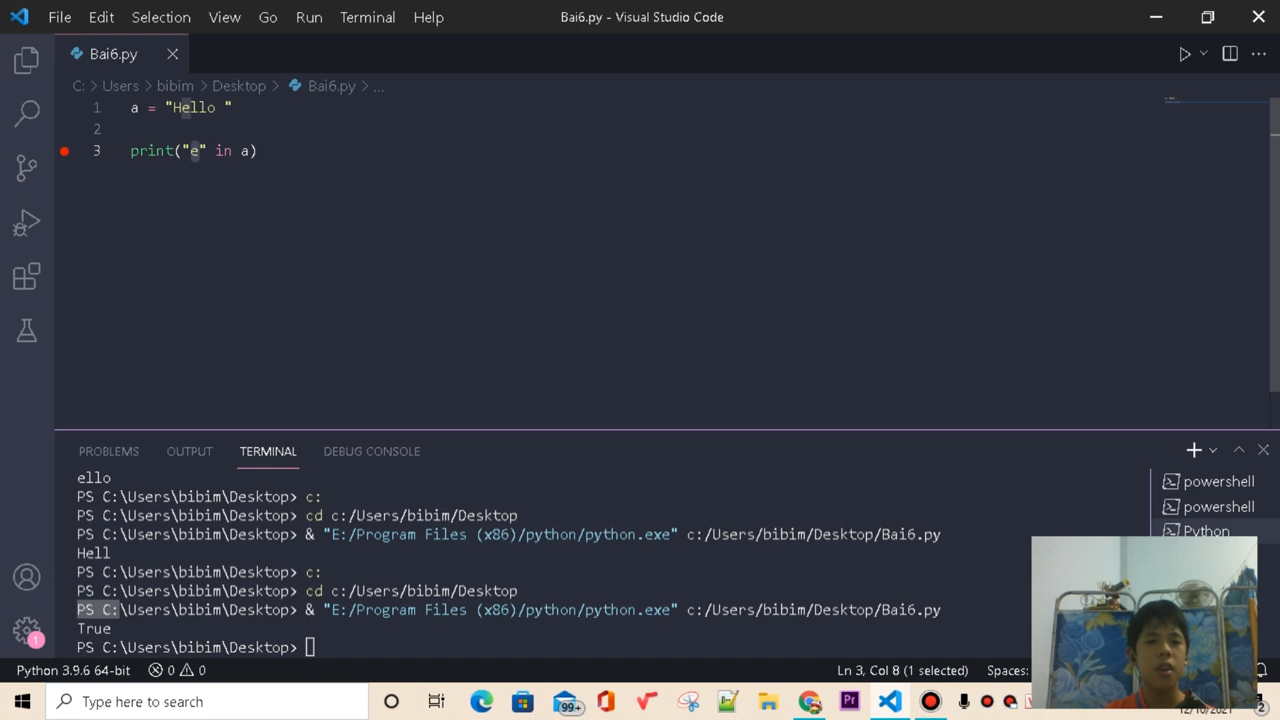 File Edit Selection View Go Run Terminal Help Bai6.py - Visual Studio Code
Bai6.py
C: > Users > bibim > Desktop > Bai6.py > ...
1 a = "Hello "
2
3 print("e" in a)
PROBLEMS OUTPUT TERMINAL DEBUG CONSOLE
ello
PS C:\Users\bibim\Desktop> c:
PS C:\Users\bibim\Desktop> cd c:/Users/bibim/Desktop
PS C:\Users\bibim\Desktop> & "E:/Program Files (x86)/python/python.exe" c:/Users/bibim/Desktop/Bai6.py
Hell
PS C:\Users\bibim\Desktop> c:
PS C:\Users\bibim\Desktop> cd c:/Users/bibim/Desktop
PS C:\Users\bibim\Desktop> & "E:/Program Files (x86)/python/python.exe" c:/Users/bibim/Desktop/Bai6.py
True
PS C:\Users\bibim\Desktop>
powershell
powershell
Python
1
Python 3.9.6 64-bit 0 0 Ln 3, Col 8 (1 selected) Spaces:
Type here to search 99+ Pr 2